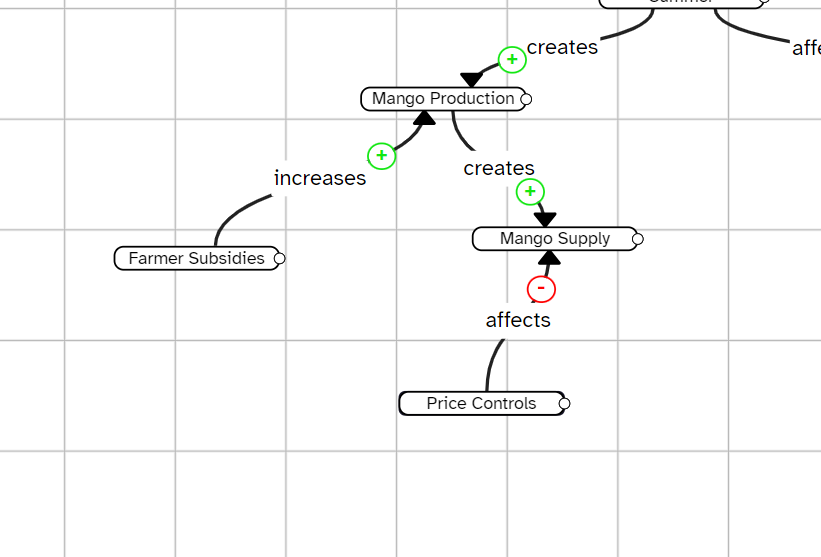 creates
+
Mango Production
+
increases
creates
+
Mango Supply
Farmer Subsidies
-
affects
Price Controls